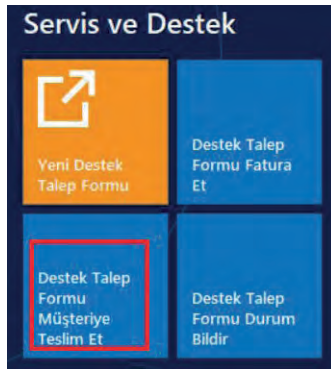 Servis ve Destek
Yeni Destek
Talep Formu
Destek Talep
Formu Fatura
Et
Destek Talep
Formu
Müşteriye
Teslim Et
Destek Talep
Formu Durum
Bildir